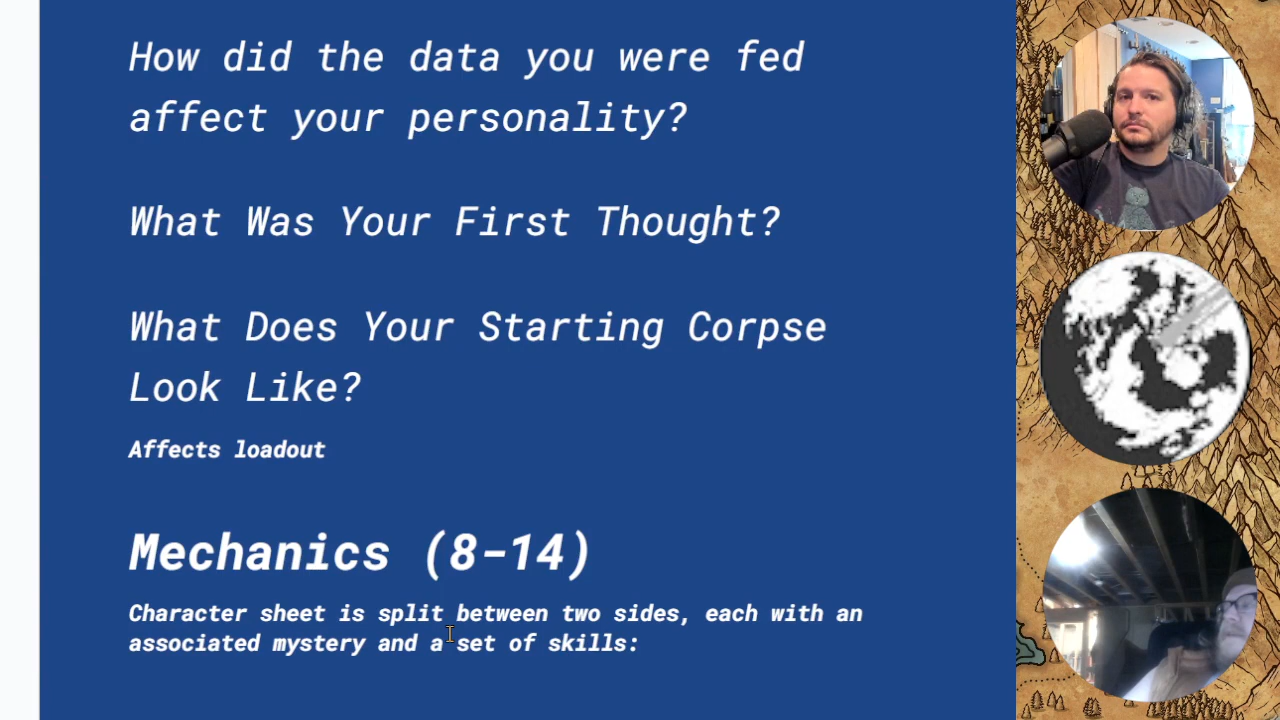 How did the data you were fed
affect your personality?
What Was Your First Thought?
What Does Your Starting Corpse
Look Like?
Affects loadout
Mechanics (8-14)
Character sheet is split between two sides, each with an
associated mystery and a set of skills: